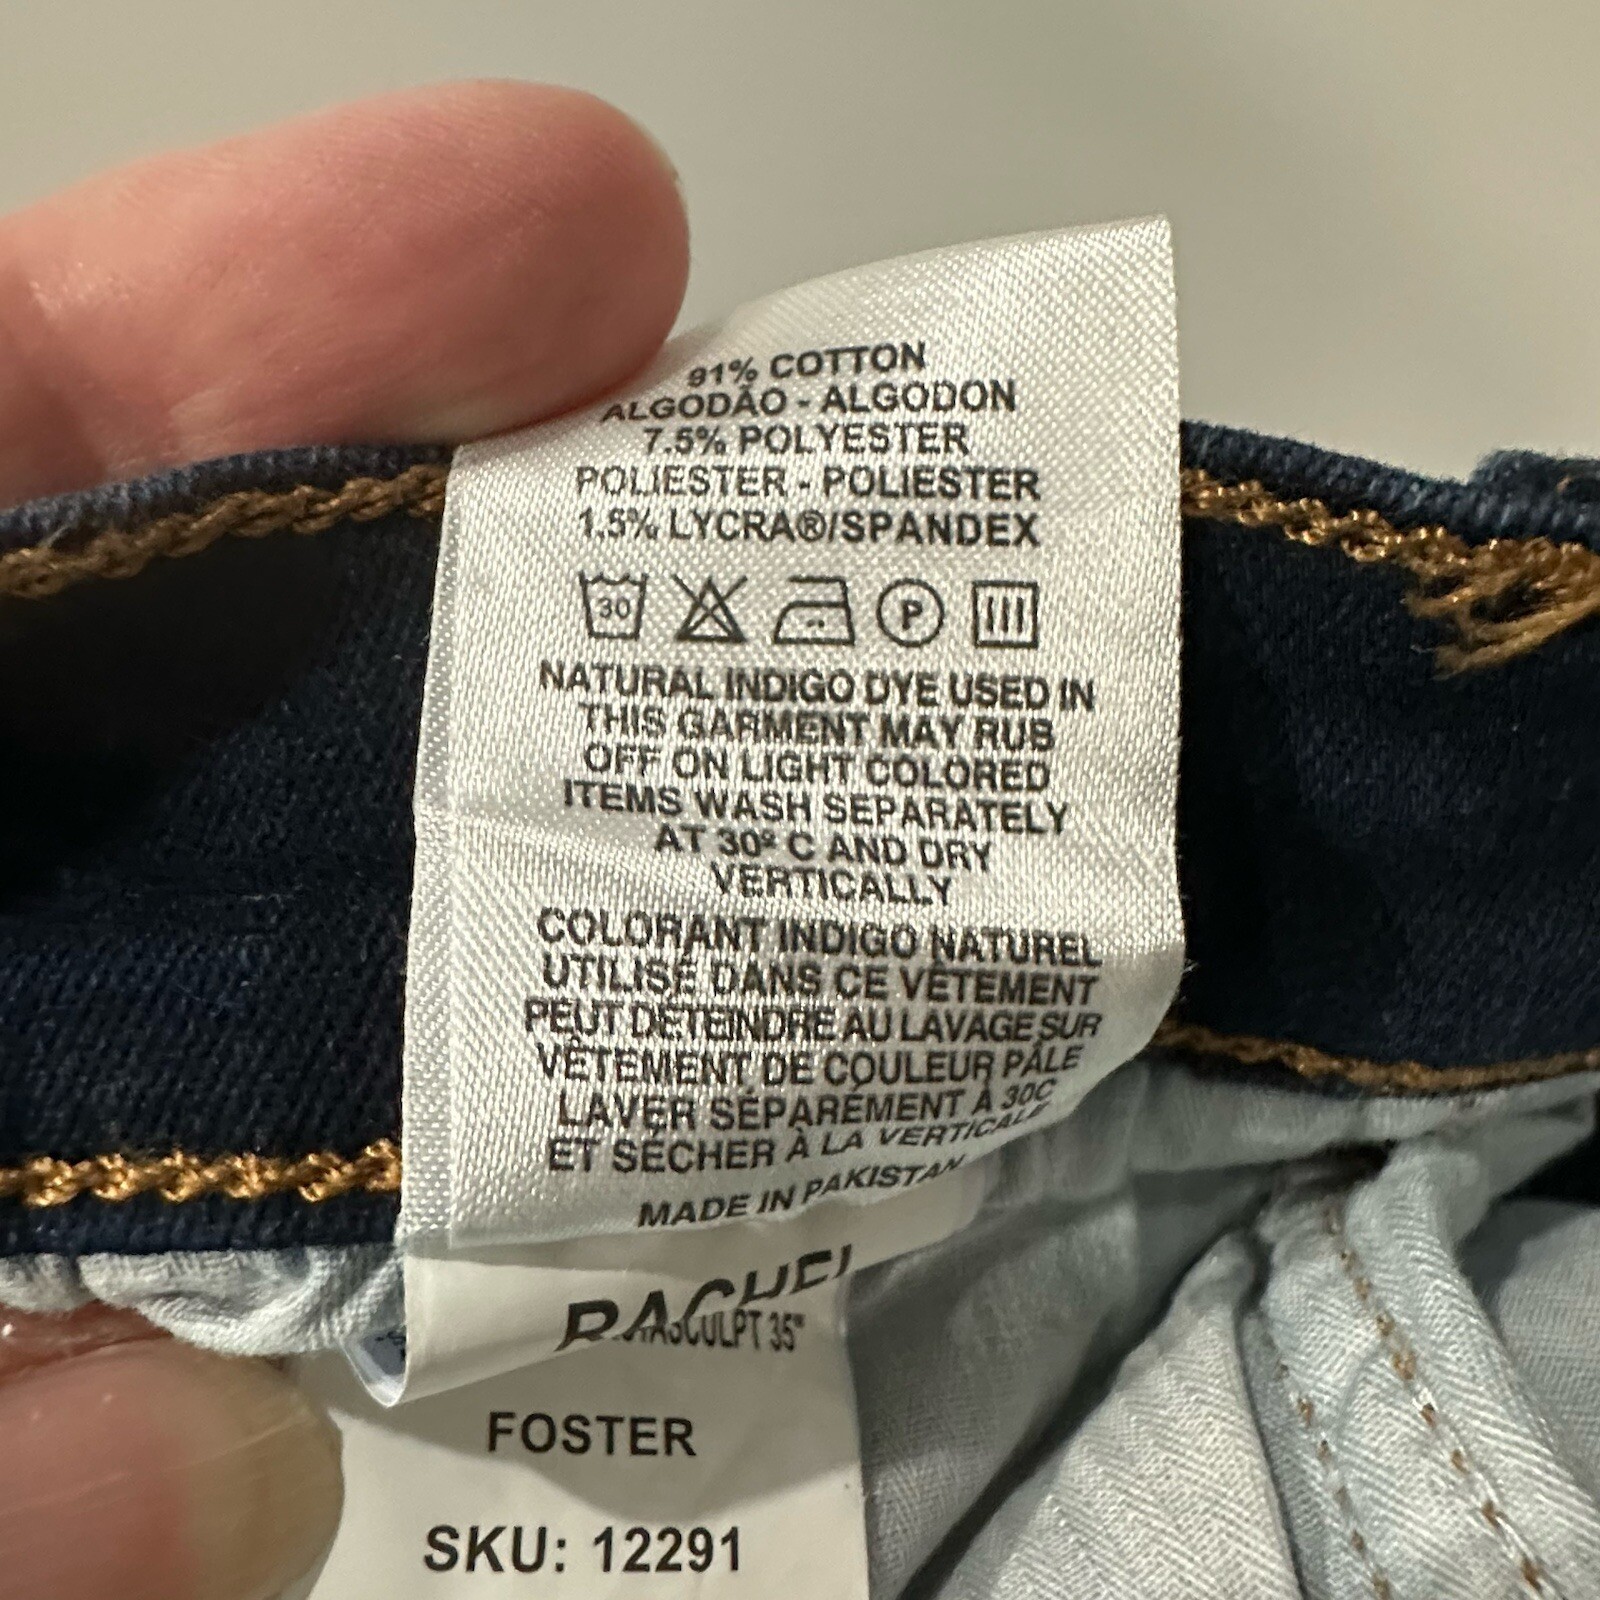 91% COTTON
ALGODÃO - ALGODON
7.5% POLYESTER
POLIESTER - POLIESTER
1.5% LYCRA®/SPANDEX
30
P
NATURAL INDIGO DYE USED IN
THIS GARMENT MAY RUB
OFF ON LIGHT COLORED
ITEMS WASH SEPARATELY
AT 30º C AND DRY
VERTICALLY
COLORANT INDIGO NATUREL
UTILISÉ DANS CE VÊTEMENT
PEUT DÉTEINDRE AU LAVAGE SUR
VÊTEMENT DE COULEUR PÂLE
LAVER SÉPARÉMENT À 30C
ET SÉCHER À LA VERTICALE
MADE IN PAKISTAN
RACHEL
35"
FOSTER
SKU: 12291